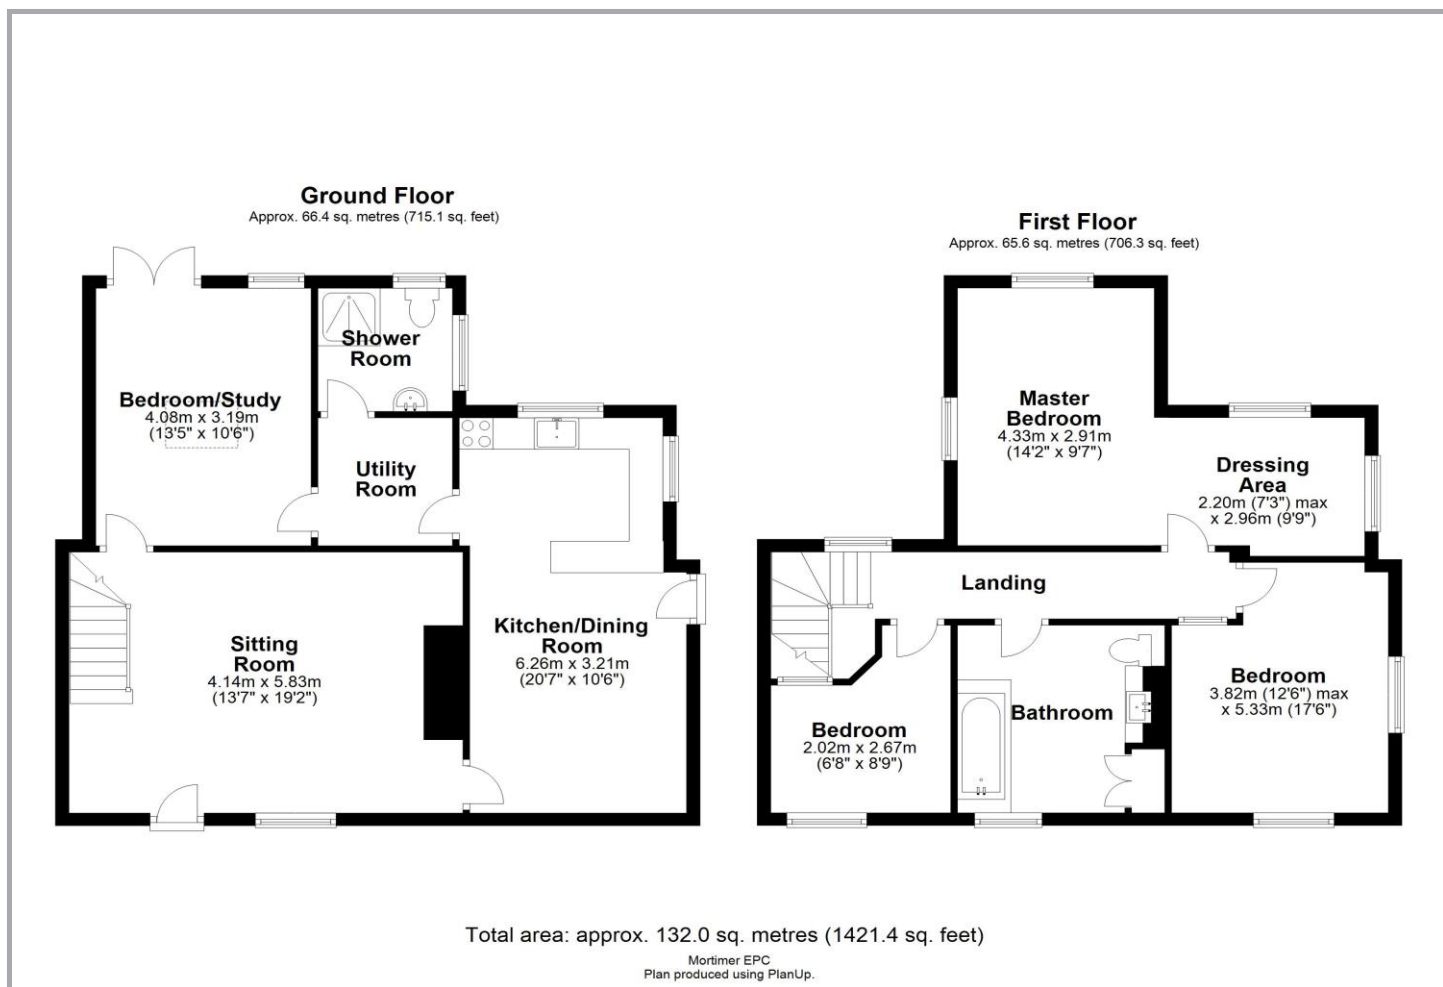 Ground Floor
Approx. 66.4 sq. metres (715.1 sq. feet)
Shower
Room
Bedroom/Study
4.08m x 3.19m
(13'5" x 10'6")
Utility
Room
Sitting
Room
4.14m x 5.83m
(13'7" x 19'2")
Kitchen/Dining
Room
6.26m x 3.21m
(20'7" x 10'6")
First Floor
Approx. 65.6 sq. metres (706.3 sq. feet)
Master
Bedroom
4.33m x 2.91m
(14'2" x 9'7")
Dressing
Area
2.20m (7'3") max
x 2.96m (9'9")
Landing
Bedroom
2.02m x 2.67m
(6'8" x 8'9")
Bathroom
Bedroom
3.82m (12'6") max
x 5.33m (17'6")
Total area: approx. 132.0 sq. metres (1421.4 sq. feet)
Mortimer EPC
Plan produced using PlanUp.